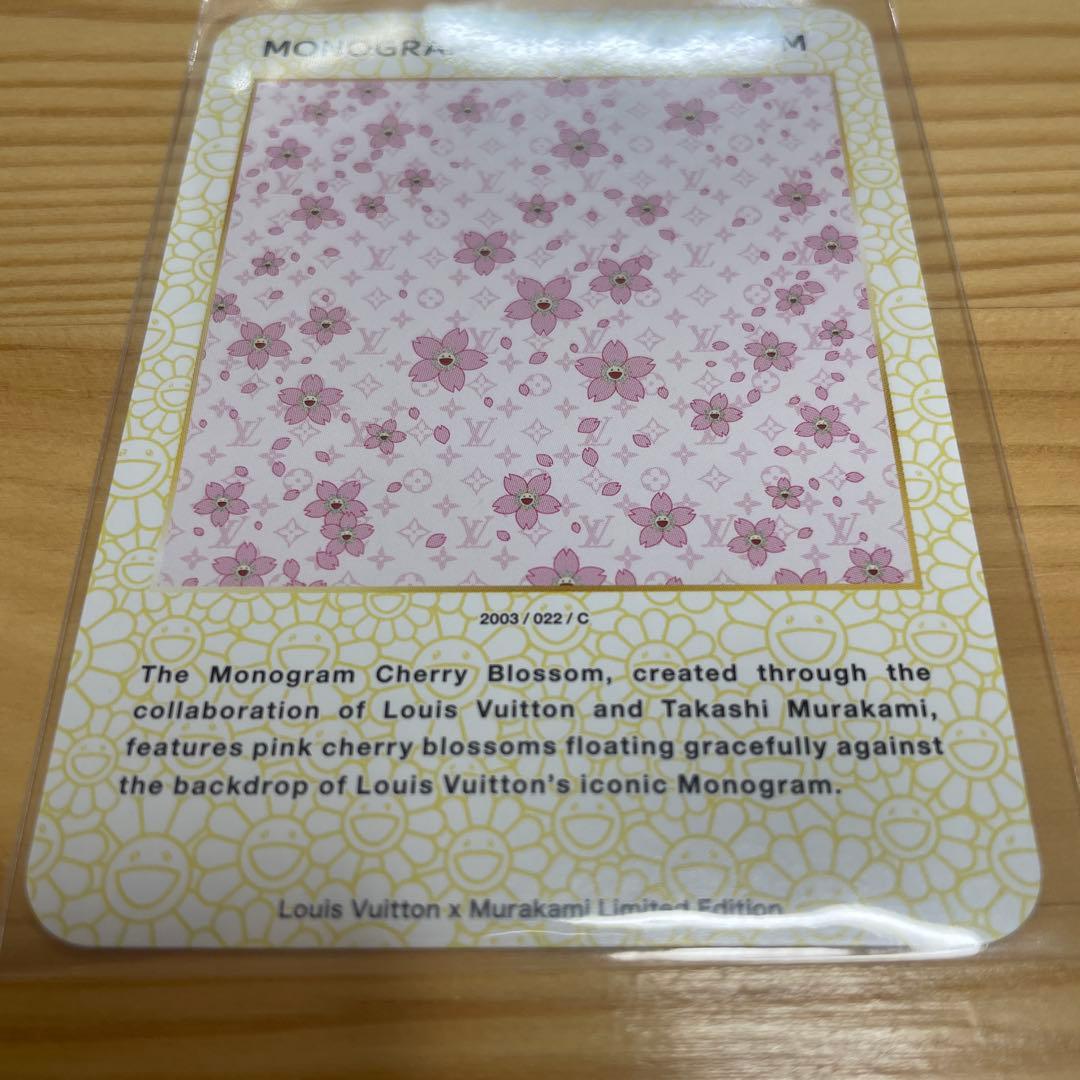 2003 / 022 / C
The Monogram Cherry Blossom, created through the
collaboration of Louis Vuitton and Takashi Murakami,
features pink cherry blossoms floating gracefully against
the backdrop of Louis Vuitton's iconic Monogram.
Louis Vuitton x Murakami Limited Edition